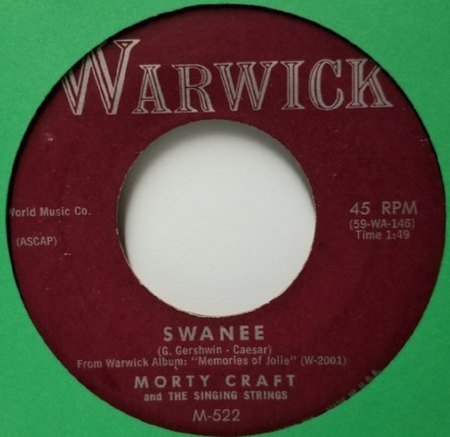 WARWICK
World Music Co.
(ASCAP)
45 RPM
(59-WA-146)
Time 1:49
SWANEE
(G. Gershwin - Caesar)
From Warwick Album: "Memories of Jolie" (W-2001)
MORTY CRAFT
and THE SINGING STRINGS
M-522